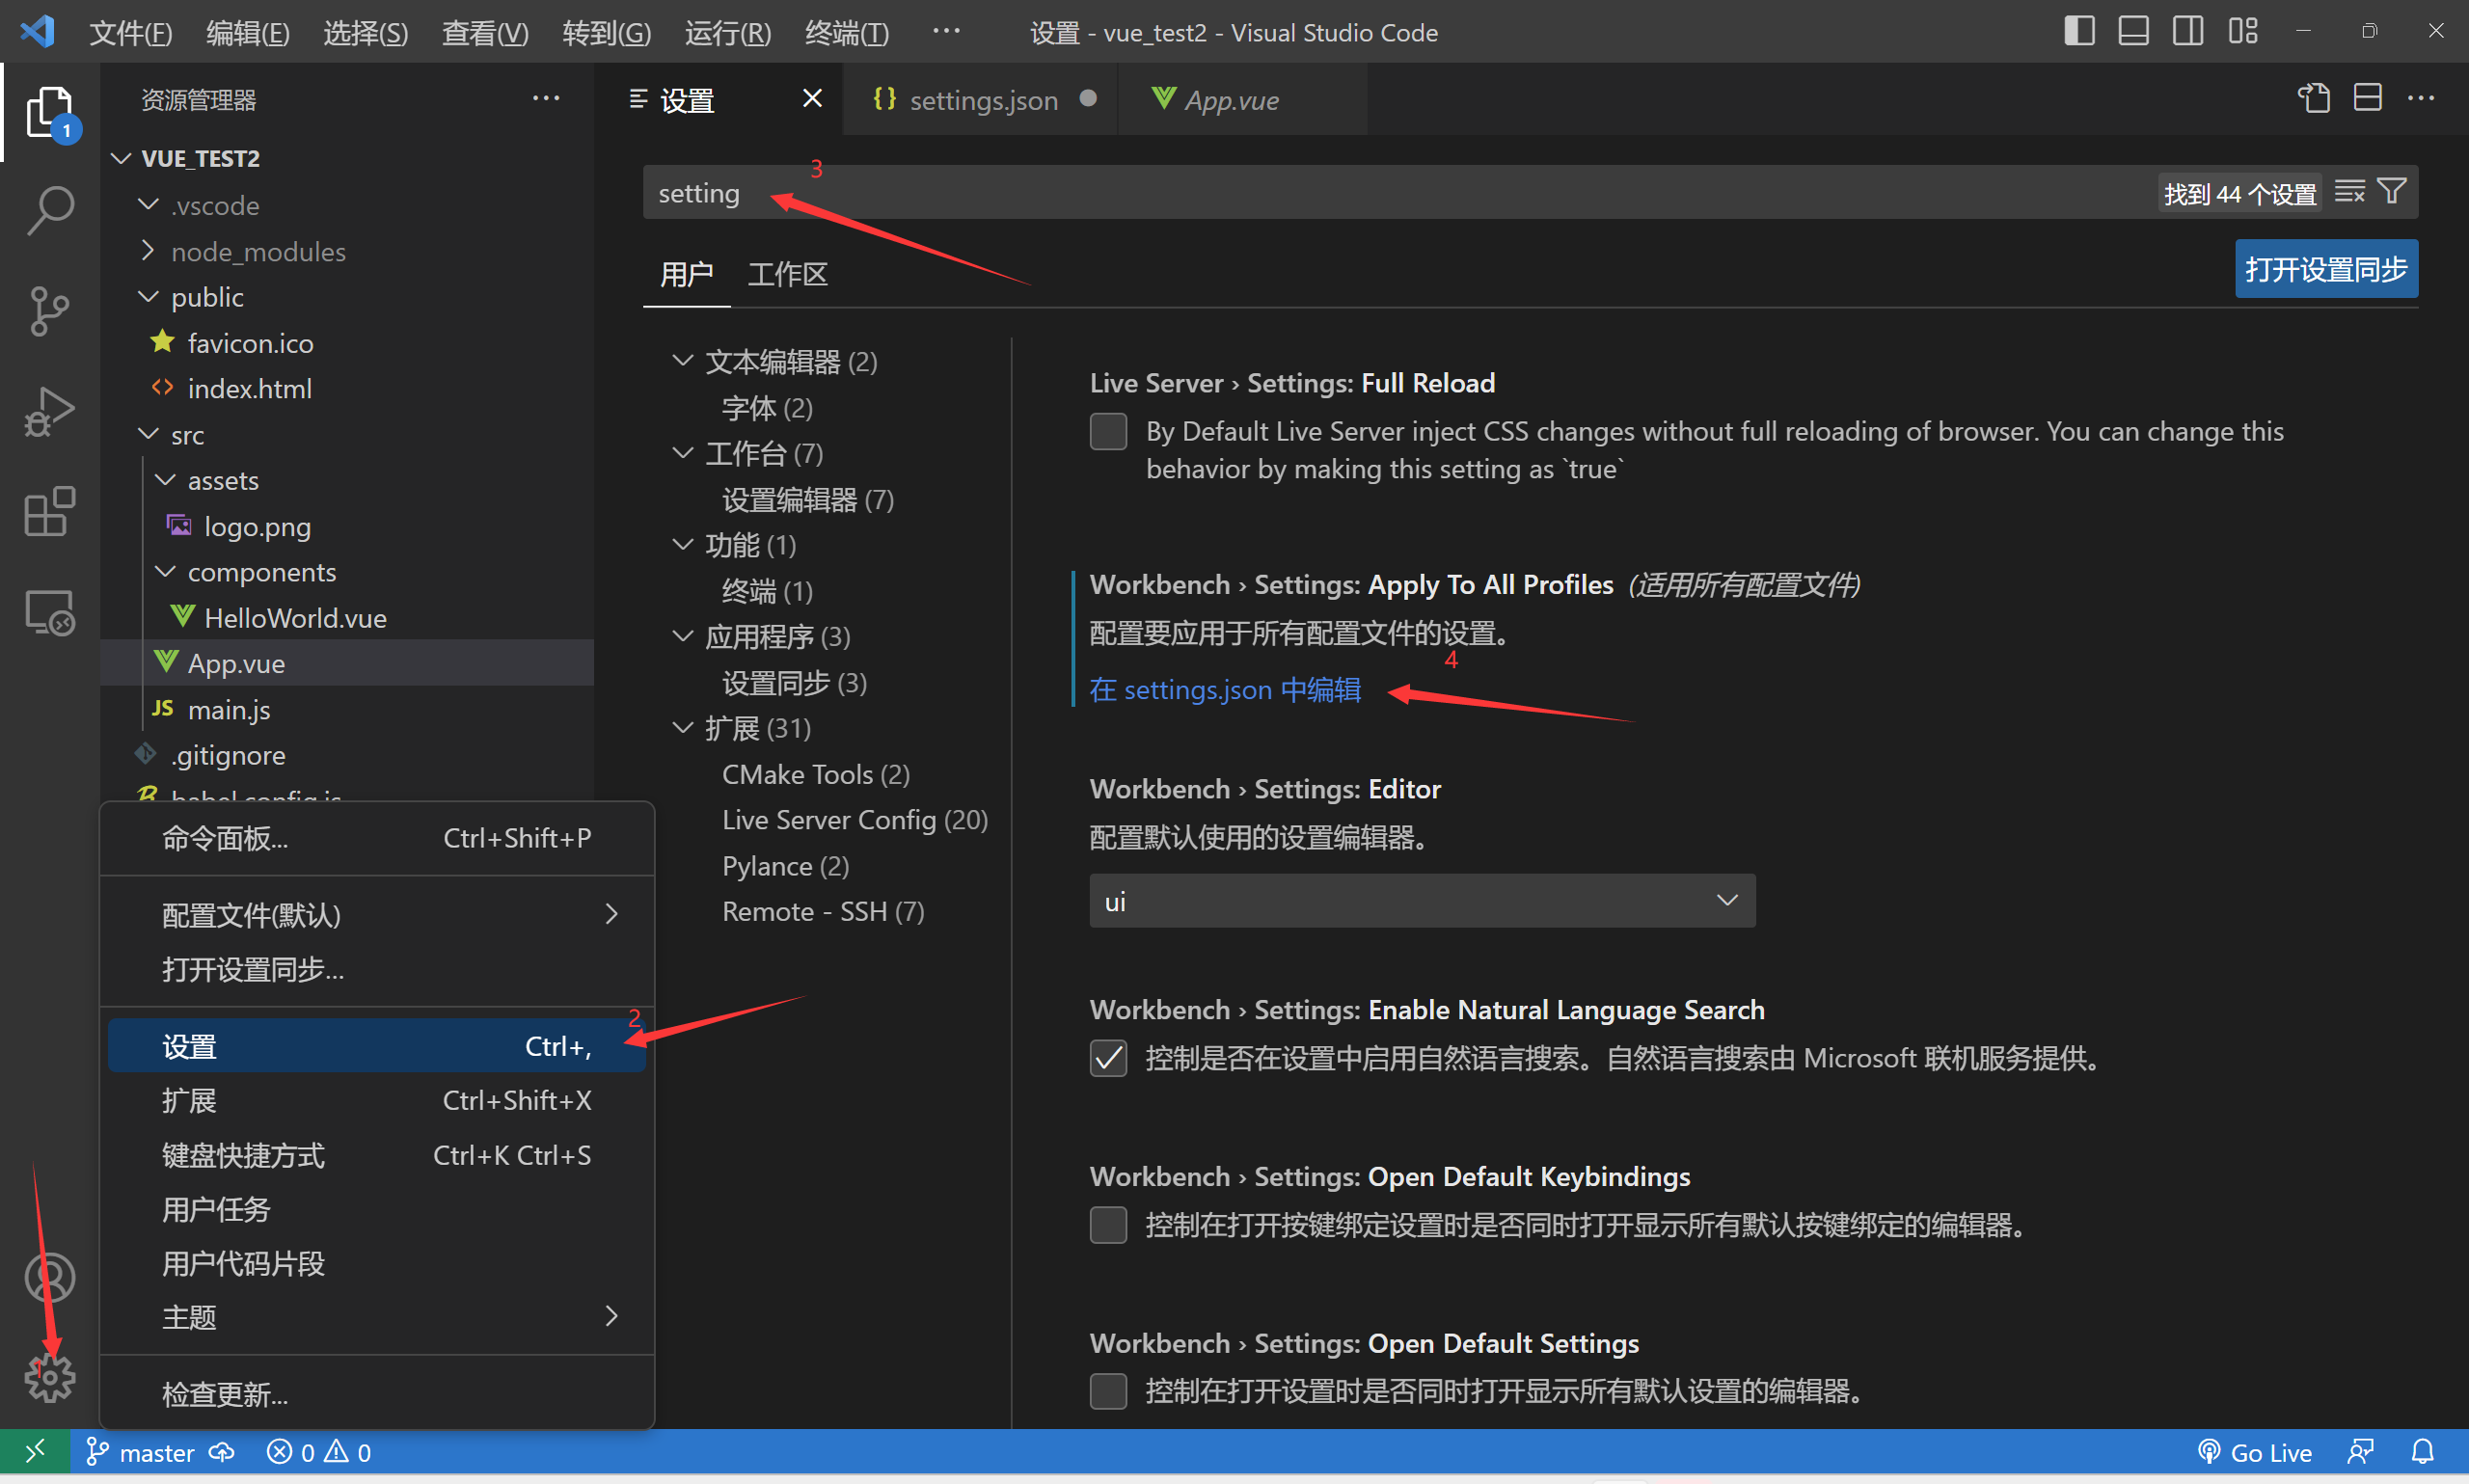 文件(F) 编辑(E) 选择(S) 查看(V) 转到(G) 运行(R) 终端(T) ··· 设置 - vue_test2 - Visual Studio Code
资源管理器 ···
设置 settings.json App.vue
1
VUE_TEST2
.vscode
node_modules
public
favicon.ico
index.html
src
assets
logo.png
components
HelloWorld.vue
App.vue
JS main.js
.gitignore
babel.config.js
命令面板... Ctrl+Shift+P
配置文件(默认)
打开设置同步...
设置 Ctrl+,
2
扩展 Ctrl+Shift+X
键盘快捷方式 Ctrl+K Ctrl+S
用户任务
用户代码片段
主题
检查更新...
1
3
setting 找到 44 个设置
用户 工作区 打开设置同步
文本编辑器 (2)
字体 (2)
工作台 (7)
设置编辑器 (7)
功能 (1)
终端 (1)
应用程序 (3)
设置同步 (3)
扩展 (31)
CMake Tools (2)
Live Server Config (20)
Pylance (2)
Remote - SSH (7)
Live Server › Settings: Full Reload
By Default Live Server inject CSS changes without full reloading of browser. You can change this
behavior by making this setting as `true`
Workbench › Settings: Apply To All Profiles (适用所有配置文件)
配置要应用于所有配置文件的设置。
4
在 settings.json 中编辑
Workbench › Settings: Editor
配置默认使用的设置编辑器。
ui
Workbench › Settings: Enable Natural Language Search
控制是否在设置中启用自然语言搜索。自然语言搜索由 Microsoft 联机服务提供。
Workbench › Settings: Open Default Keybindings
控制在打开按键绑定设置时是否同时打开显示所有默认按键绑定的编辑器。
Workbench › Settings: Open Default Settings
控制在打开设置时是否同时打开显示所有默认设置的编辑器。
master 0 0 Go Live